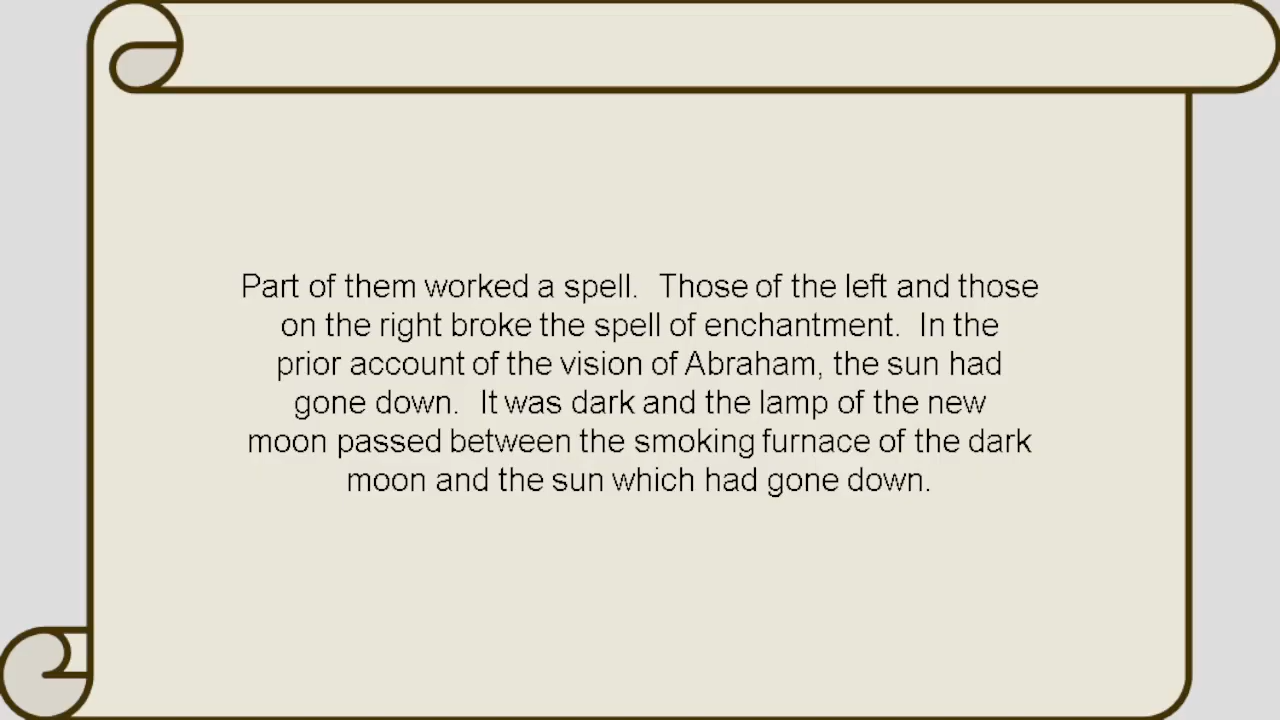 Part of them worked a spell.  Those of the left and those
on the right broke the spell of enchantment.  In the
prior account of the vision of Abraham, the sun had
gone down.  It was dark and the lamp of the new
moon passed between the smoking furnace of the dark
moon and the sun which had gone down.